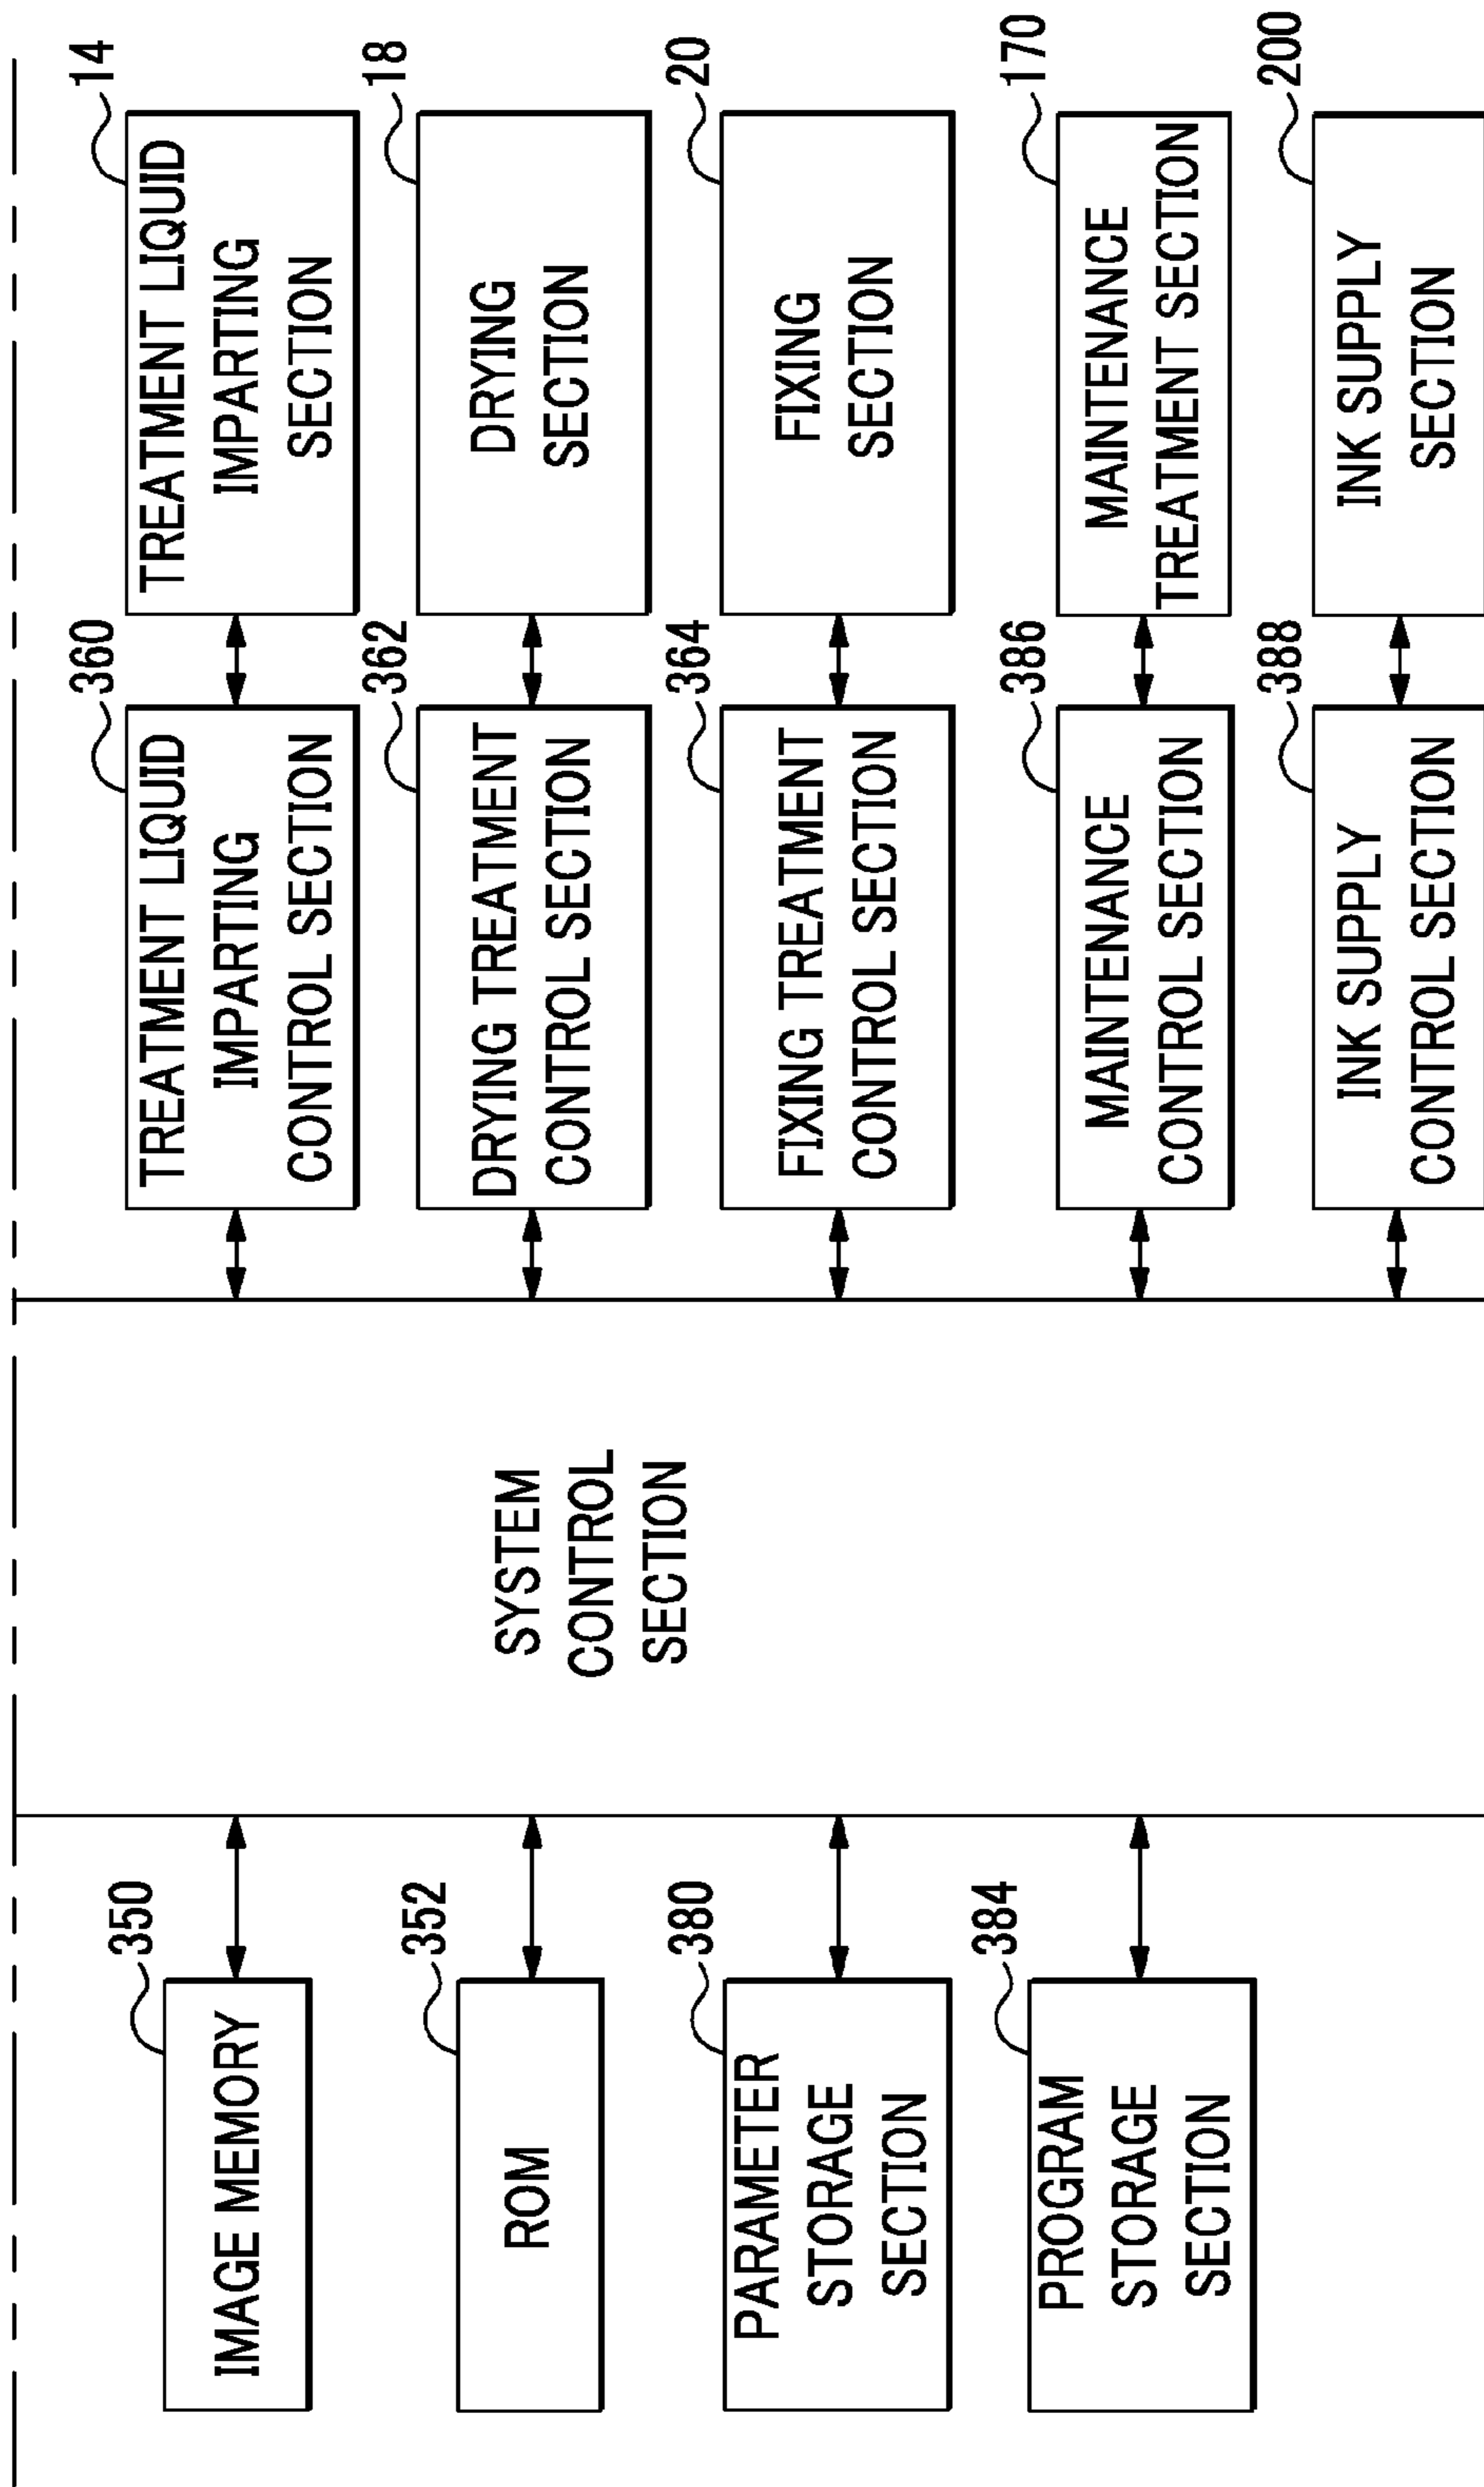 350
IMAGE MEMORY
352
ROM
380
PARAMETER
STORAGE
SECTION
384
PROGRAM
STORAGE
SECTION
SYSTEM
CONTROL
SECTION
360
TREATMENT LIQUID
IMPARTING
CONTROL SECTION
14
TREATMENT LIQUID
IMPARTING
SECTION
362
DRYING TREATMENT
CONTROL SECTION
18
DRYING
SECTION
364
FIXING TREATMENT
CONTROL SECTION
20
FIXING
SECTION
386
MAINTENANCE
CONTROL SECTION
170
MAINTENANCE
TREATMENT SECTION
388
INK SUPPLY
CONTROL SECTION
200
INK SUPPLY
SECTION